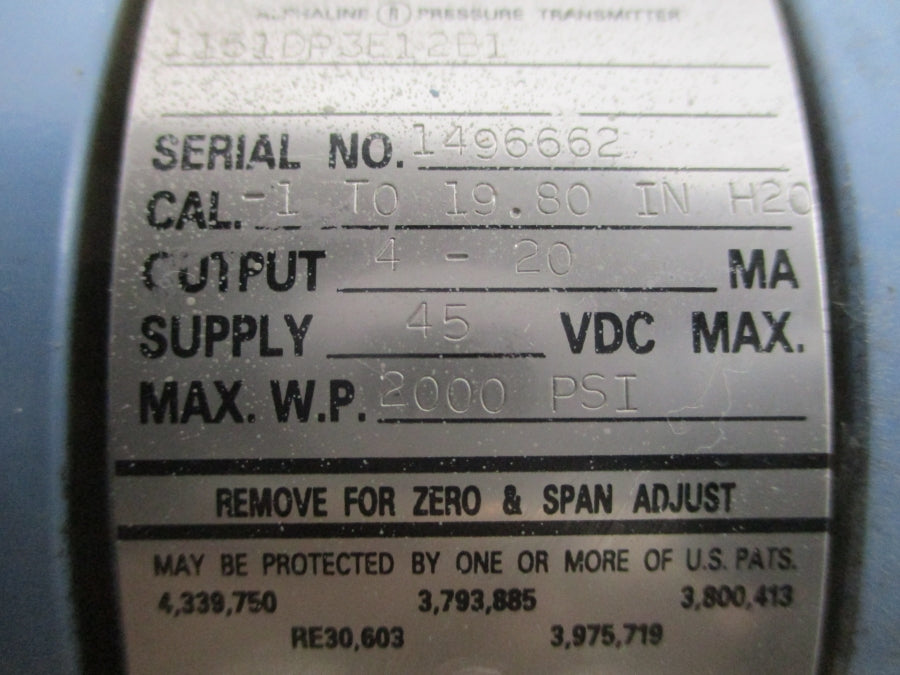 ALPHALINE ® PRESSURE TRANSMITTER
1151DP3E12B1
SERIAL NO. 1496662
CAL. -1 TO 19.80 IN H2O
OUTPUT 4 - 20 MA
SUPPLY 45 VDC MAX.
MAX. W.P. 2000 PSI
REMOVE FOR ZERO & SPAN ADJUST
MAY BE PROTECTED BY ONE OR MORE OF U.S. PATS.
4,339,750 3,793,885 3,800,413
RE30,603 3,975,719